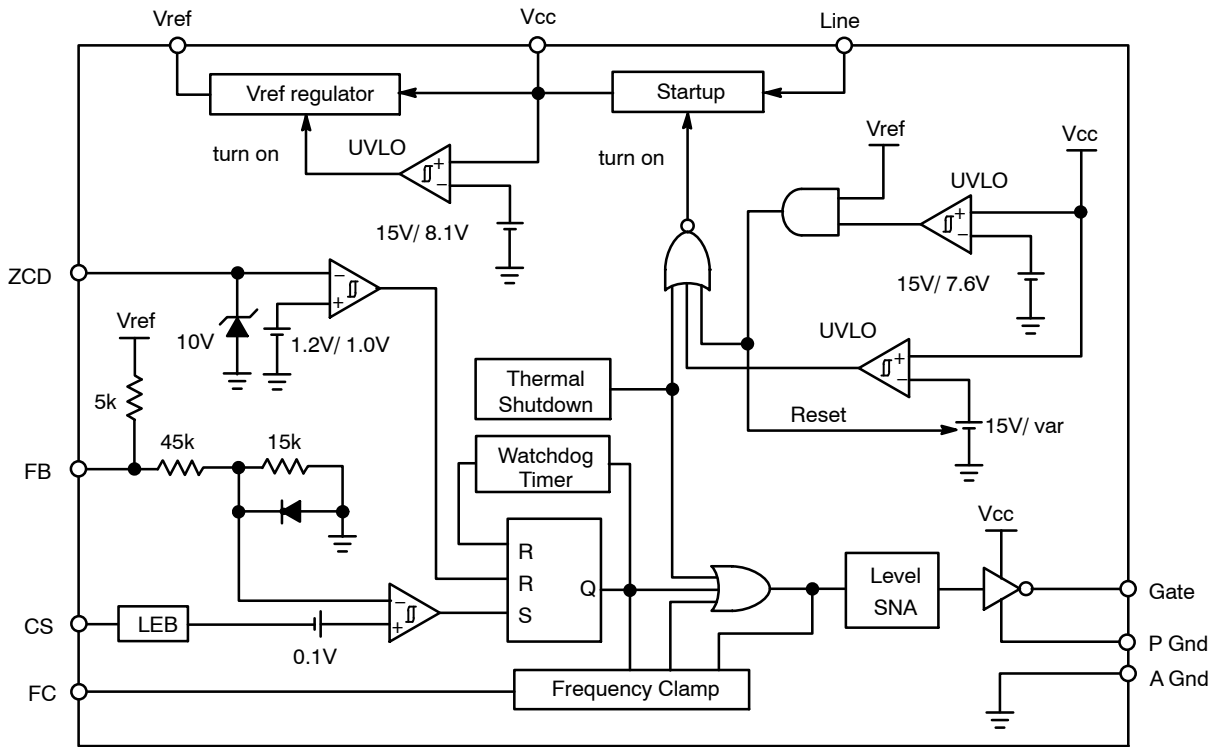 Vref
Vcc
Line
Vref regulator
Startup
turn on
UVLO
+
−
15V/ 8.1V
turn on
Vref
Vcc
UVLO
+
−
15V/ 7.6V
ZCD
−
+
10V
1.2V/ 1.0V
Vref
5k
UVLO
+
−
15V/ var
Reset
Thermal
Shutdown
45k
15k
FB
Watchdog
Timer
R
R
S
Q
Vcc
Level
SNA
Gate
CS
LEB
0.1V
−
+
P Gnd
A Gnd
FC
Frequency Clamp